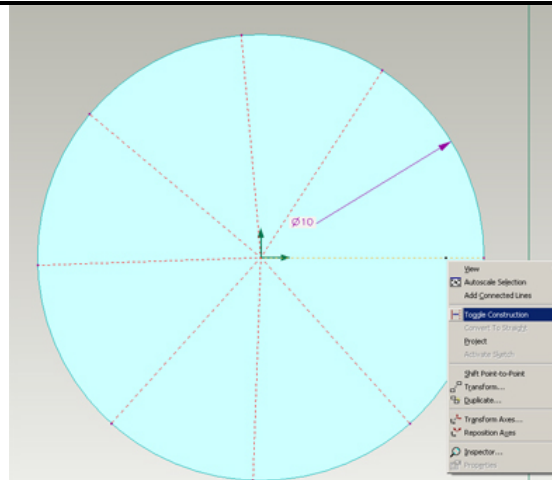 Ø10
View
Autoscale Selection
Add Connected Lines
Toggle Construction
Convert To Straight
Project
Activate Sketch
Shift Point-to-Point
Transform...
Duplicate...
Transform Axes...
Reposition Axes
Inspector...
Properties